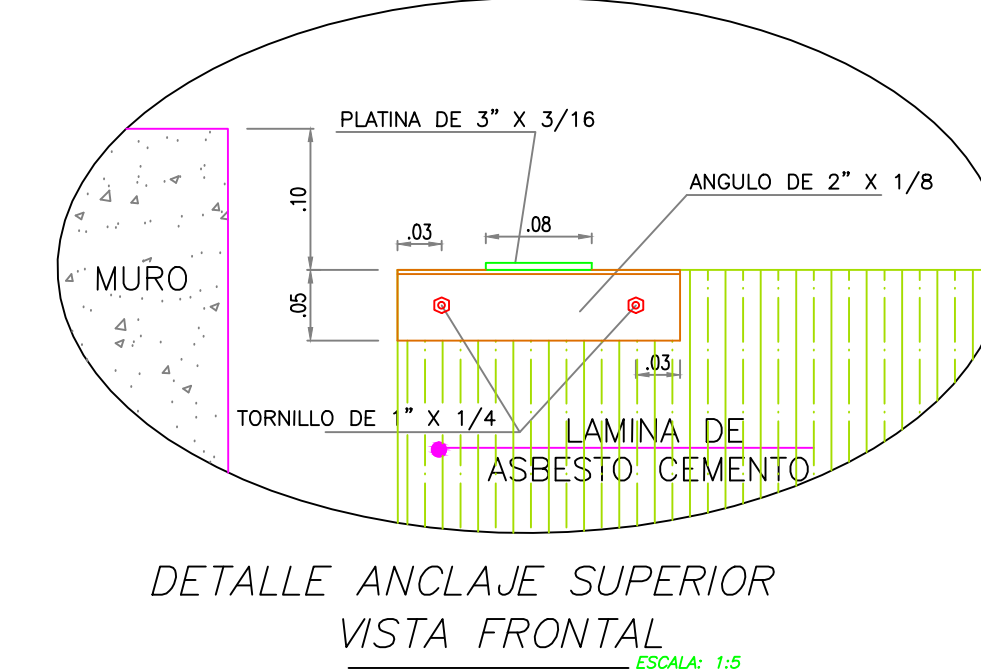 PLATINA DE 3” X 3/16
ANGULO DE 2” X 1/8
.10
.03
.08
MURO
.05
.03
TORNILLO DE 1” X 1/4
LAMINA DE
ASBESTO CEMENTO
DETALLE ANCLAJE SUPERIOR
VISTA FRONTAL
ESCALA: 1:5